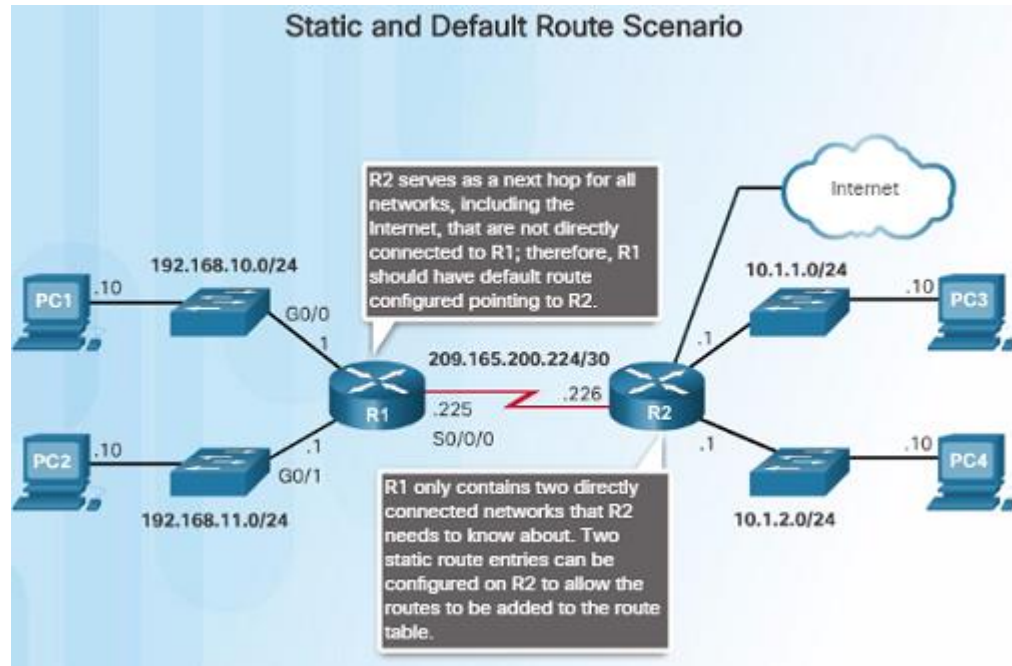 Static and Default Route Scenario
R2 serves as a next hop for all
networks, including the
Internet, that are not directly
connected to R1; therefore, R1
should have default route
configured pointing to R2.
Internet
192.168.10.0/24
10.1.1.0/24
PC1
.10
G0/0
.1
.10
PC3
209.165.200.224/30
.1
R1
.225
.226
R2
S0/0/0
PC2
.10
.1
G0/1
.1
.10
PC4
192.168.11.0/24
10.1.2.0/24
R1 only contains two directly
connected networks that R2
needs to know about. Two
static route entries can be
configured on R2 to allow the
routes to be added to the route
table.